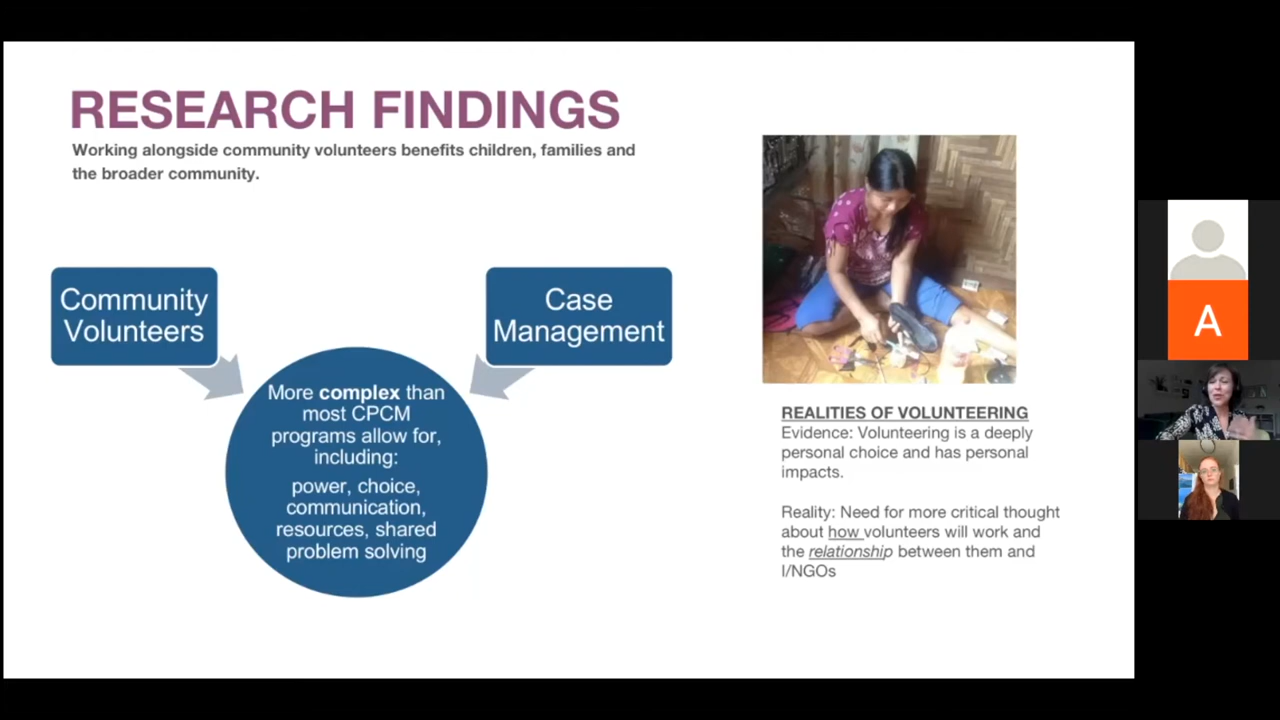 RESEARCH FINDINGS
Working alongside community volunteers benefits children, families and
the broader community.
Community
Volunteers
Case
Management
More complex than
most CPCM
programs allow for,
including:
power, choice,
communication,
resources, shared
problem solving
REALITIES OF VOLUNTEERING
Evidence: Volunteering is a deeply
personal choice and has personal
impacts.
Reality: Need for more critical thought
about how volunteers will work and
the relationship between them and
I/NGOs
A